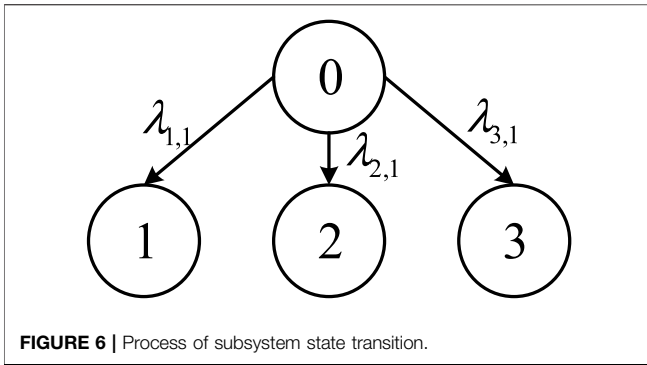 0
λ1,1
λ2,1
λ3,1
1
2
3
FIGURE 6 | Process of subsystem state transition.